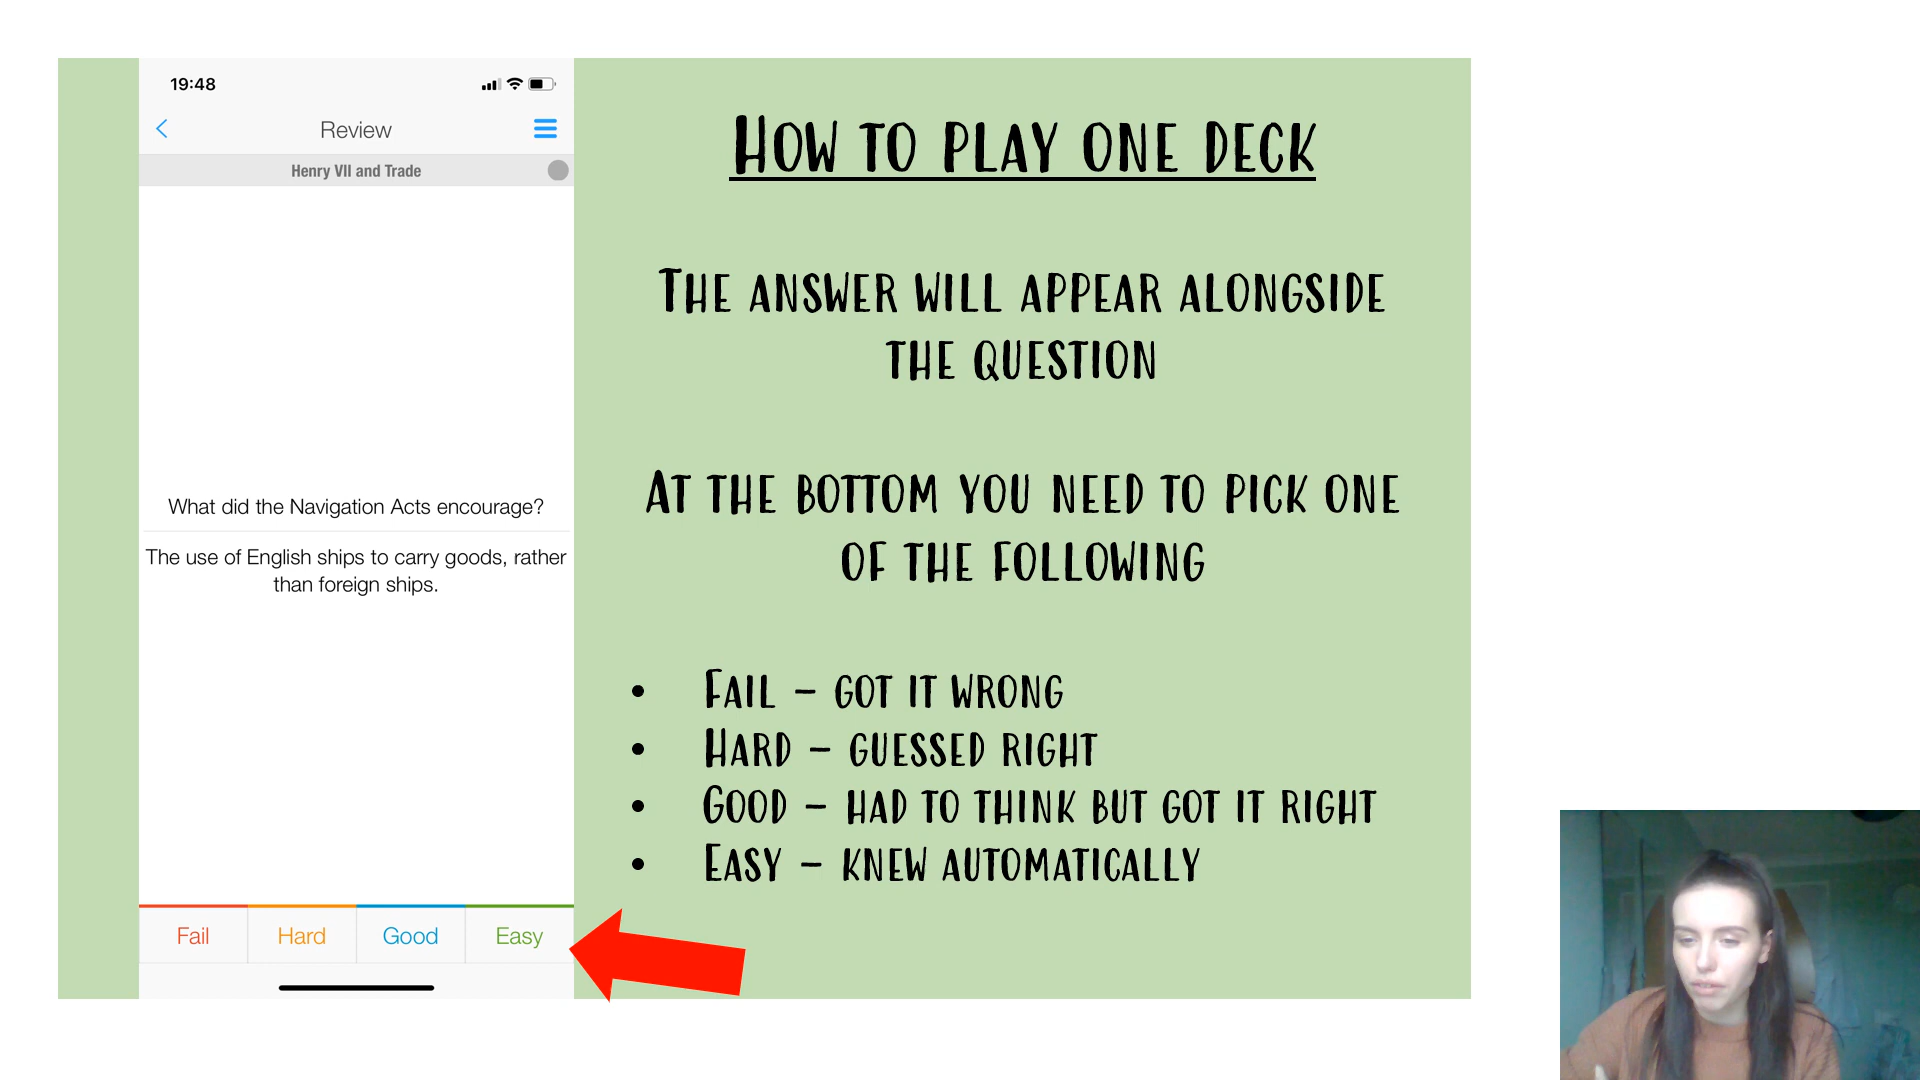 19:48
Review
Henry VII and Trade
What did the Navigation Acts encourage?
The use of English ships to carry goods, rather
than foreign ships.
Fail
Hard
Good
Easy
How to play one deck
The answer will appear alongside
the question
At the bottom you need to pick one
of the following
• Fail – got it wrong
• Hard – guessed right
• Good – had to think but got it right
• Easy – knew automatically